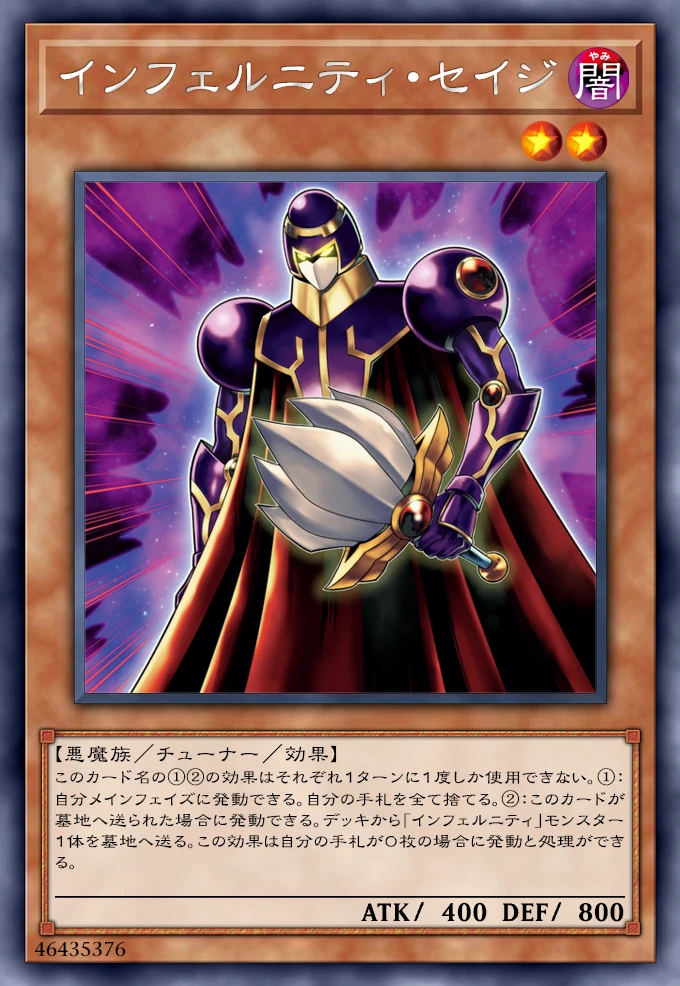 インフェルニティ・セイジ
やみ
闇
【悪魔族／チューナー／効果】
このカード名の①②の効果はそれぞれ1ターンに1度しか使用できない。①：
自分メインフェイズに発動できる。自分の手札を全て捨てる。②：このカードが
墓地へ送られた場合に発動できる。デッキから「インフェルニティ」モンスター
1体を墓地へ送る。この効果は自分の手札が０枚の場合に発動と処理ができ
る。
ATK/ 400 DEF/ 800
46435376